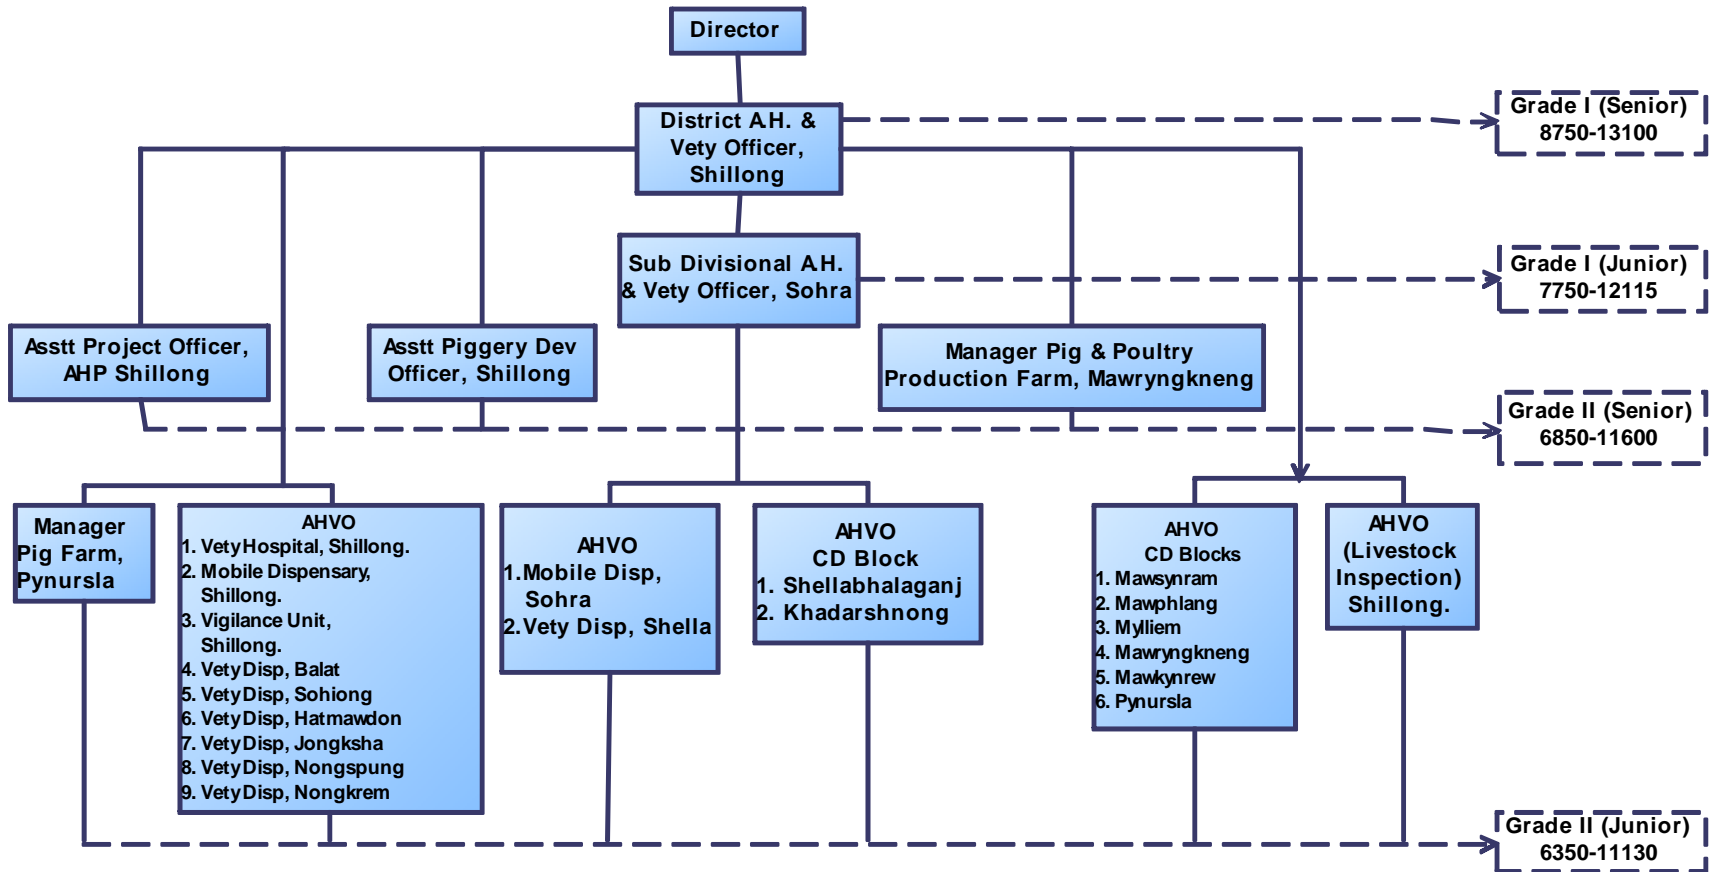 Director
District A.H. &
Vety Officer,
Shillong
Grade I (Senior)
8750-13100
Sub Divisional A.H.
& Vety Officer, Sohra
Grade I (Junior)
7750-12115
Asstt Project Officer,
AHP Shillong
Asstt Piggery Dev
Officer, Shillong
Manager Pig & Poultry
Production Farm, Mawryngkneng
Grade II (Senior)
6850-11600
Manager
Pig Farm,
Pynursla
AHVO
1. Vety Hospital, Shillong.
2. Mobile Dispensary,
Shillong.
3. Vigilance Unit,
Shillong.
4. Vety Disp, Balat
5. Vety Disp, Sohiong
6. Vety Disp, Hatmawdon
7. Vety Disp, Jongksha
8. Vety Disp, Nongspung
9. Vety Disp, Nongkrem
AHVO
1.Mobile Disp,
Sohra
2.Vety Disp, Shella
AHVO
CD Block
1. Shellabhalaganj
2. Khadarshnong
AHVO
CD Blocks
1. Mawsynram
2. Mawphlang
3. Mylliem
4. Mawryngkneng
5. Mawkynrew
6. Pynursla
AHVO
(Livestock
Inspection)
Shillong.
Grade II (Junior)
6350-11130